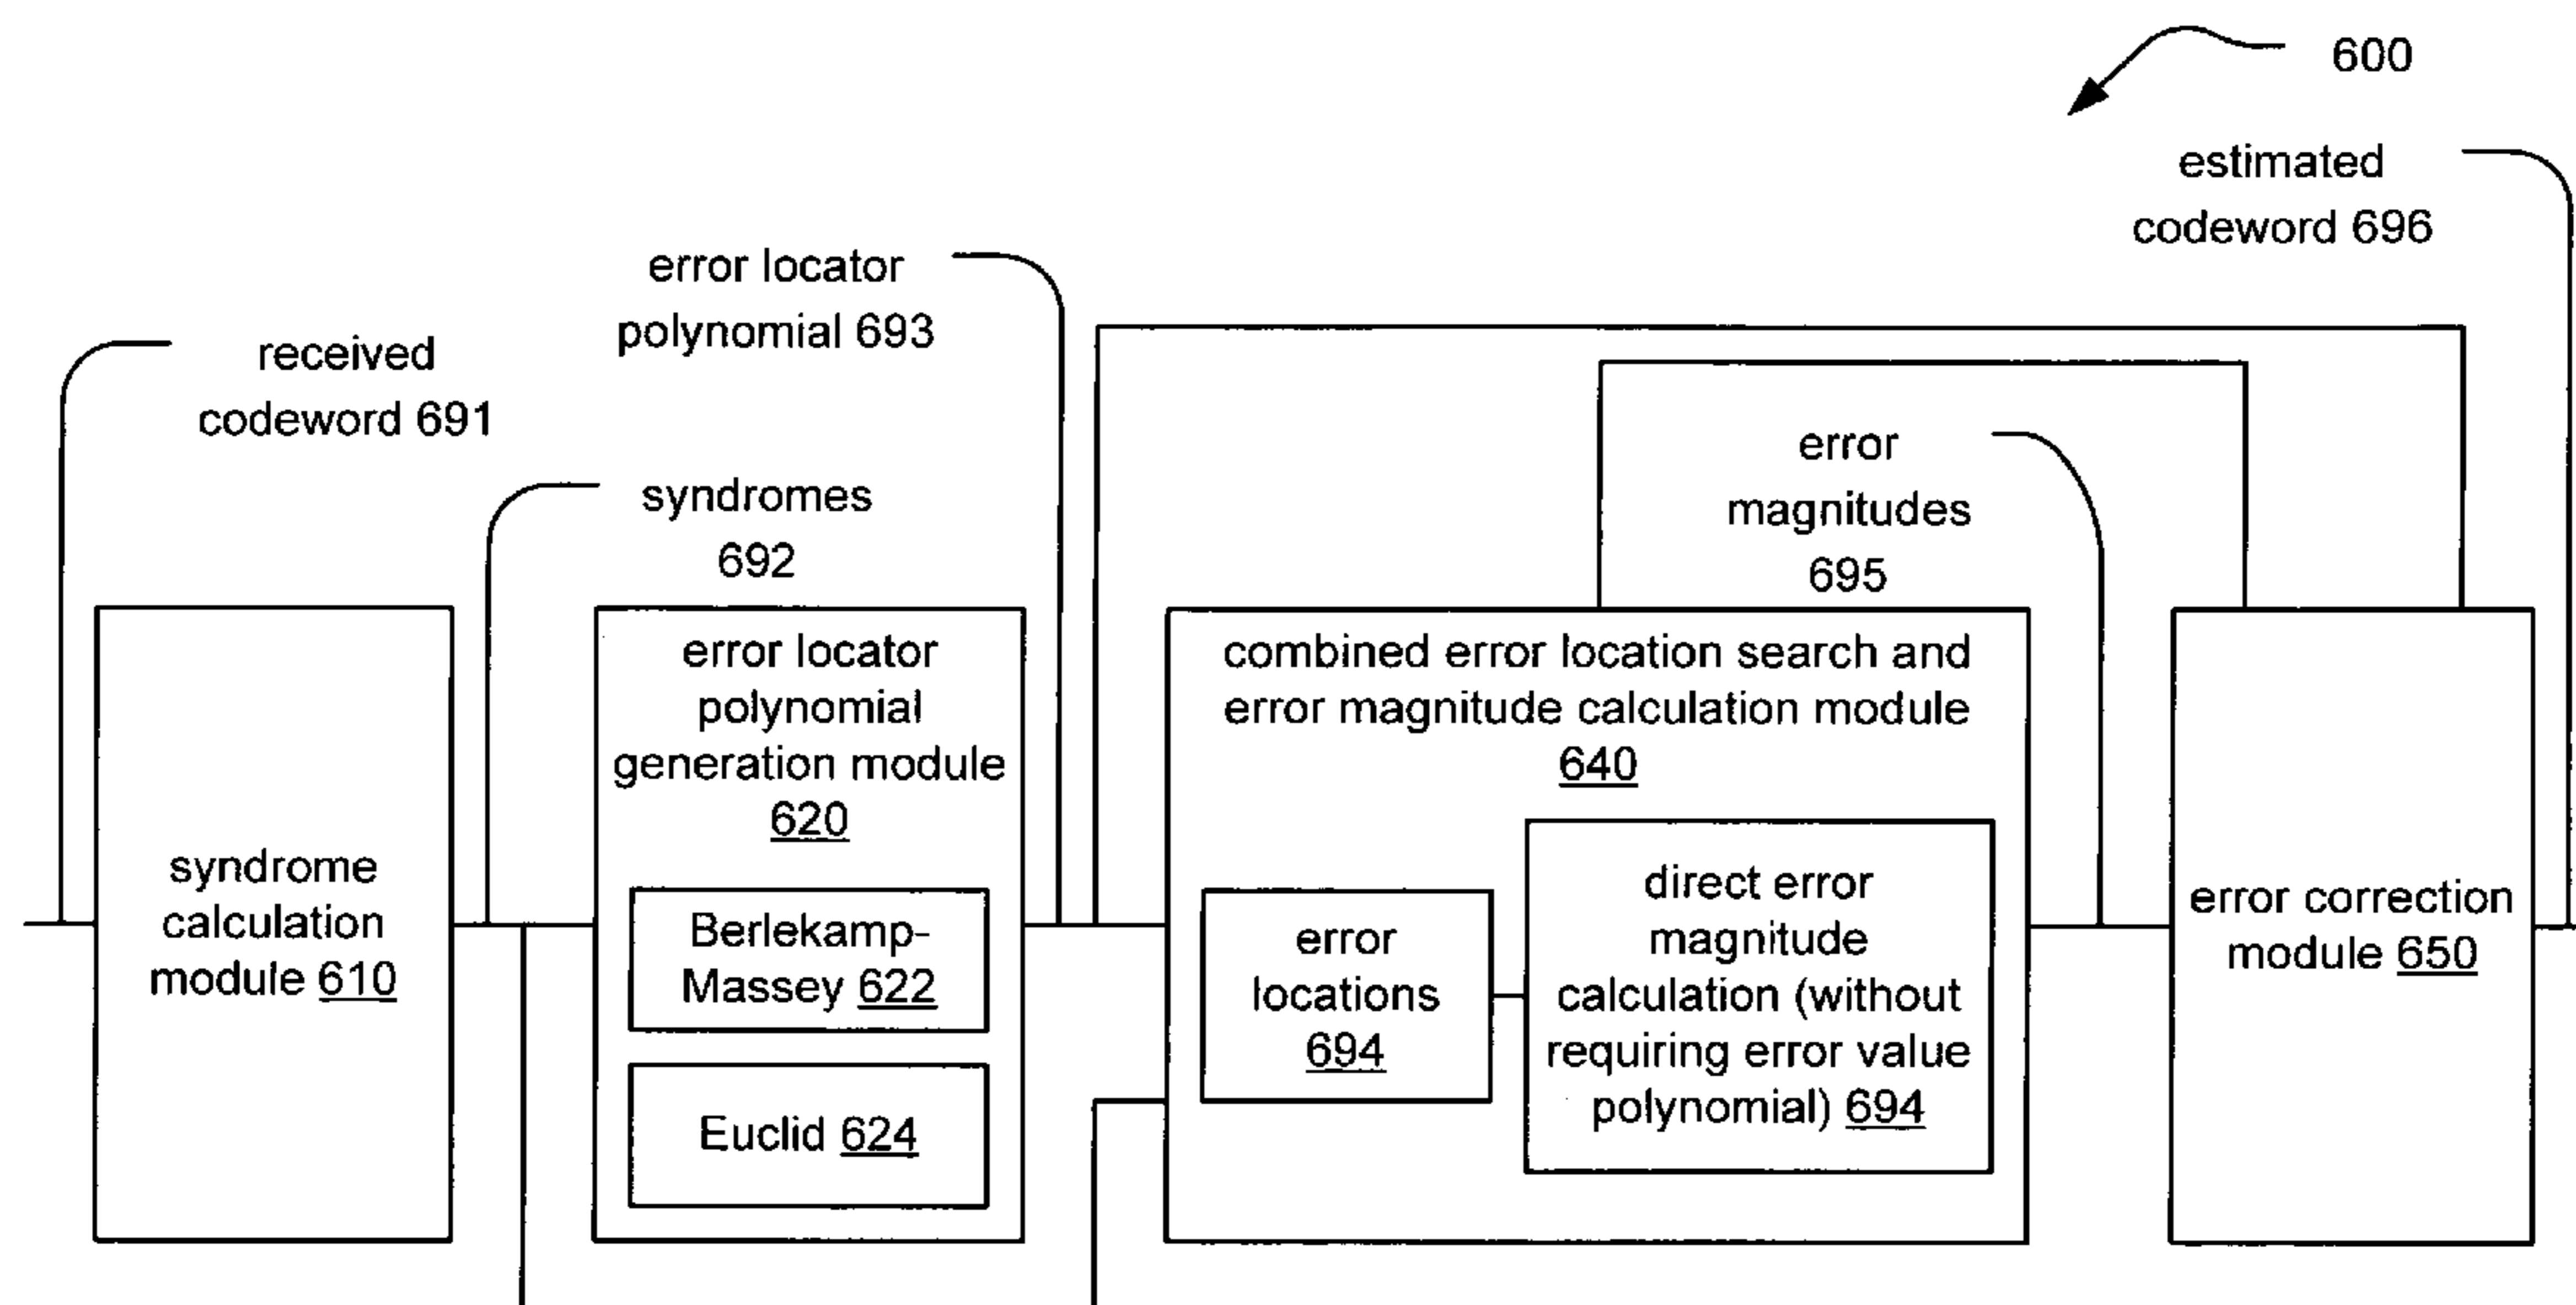 600
estimated
codeword 696
error locator
polynomial 693
received
codeword 691
error
magnitudes
695
syndromes
692
syndrome
calculation
module 610
error locator
polynomial
generation module
620
Berlekamp-
Massey 622
Euclid 624
combined error location search and
error magnitude calculation module
640
error
locations
694
direct error
magnitude
calculation (without
requiring error value
polynomial) 694
error correction
module 650